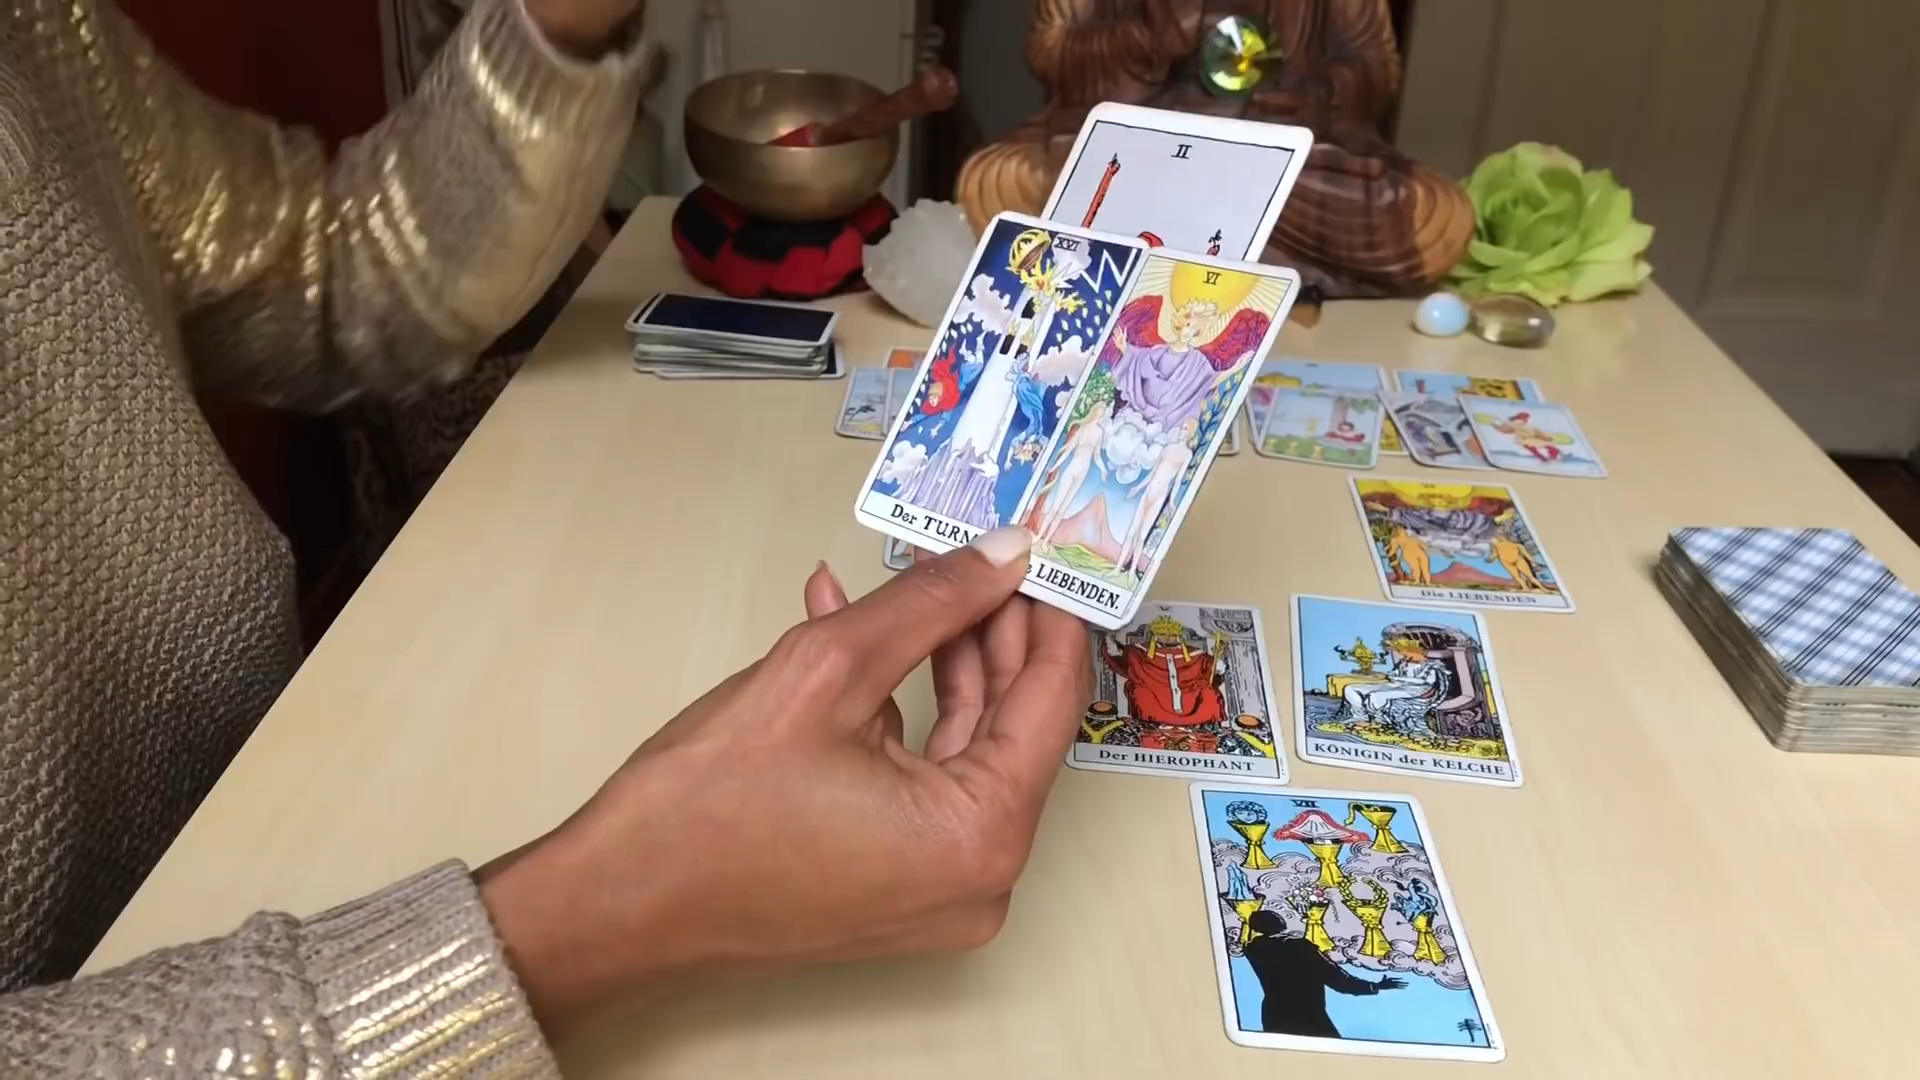 II
XVI
VI
Der TURM
LIEBENDEN.
Die LIEBENDEN
V
Der HIEROPHANT
KÖNIGIN der KELCHE
VII